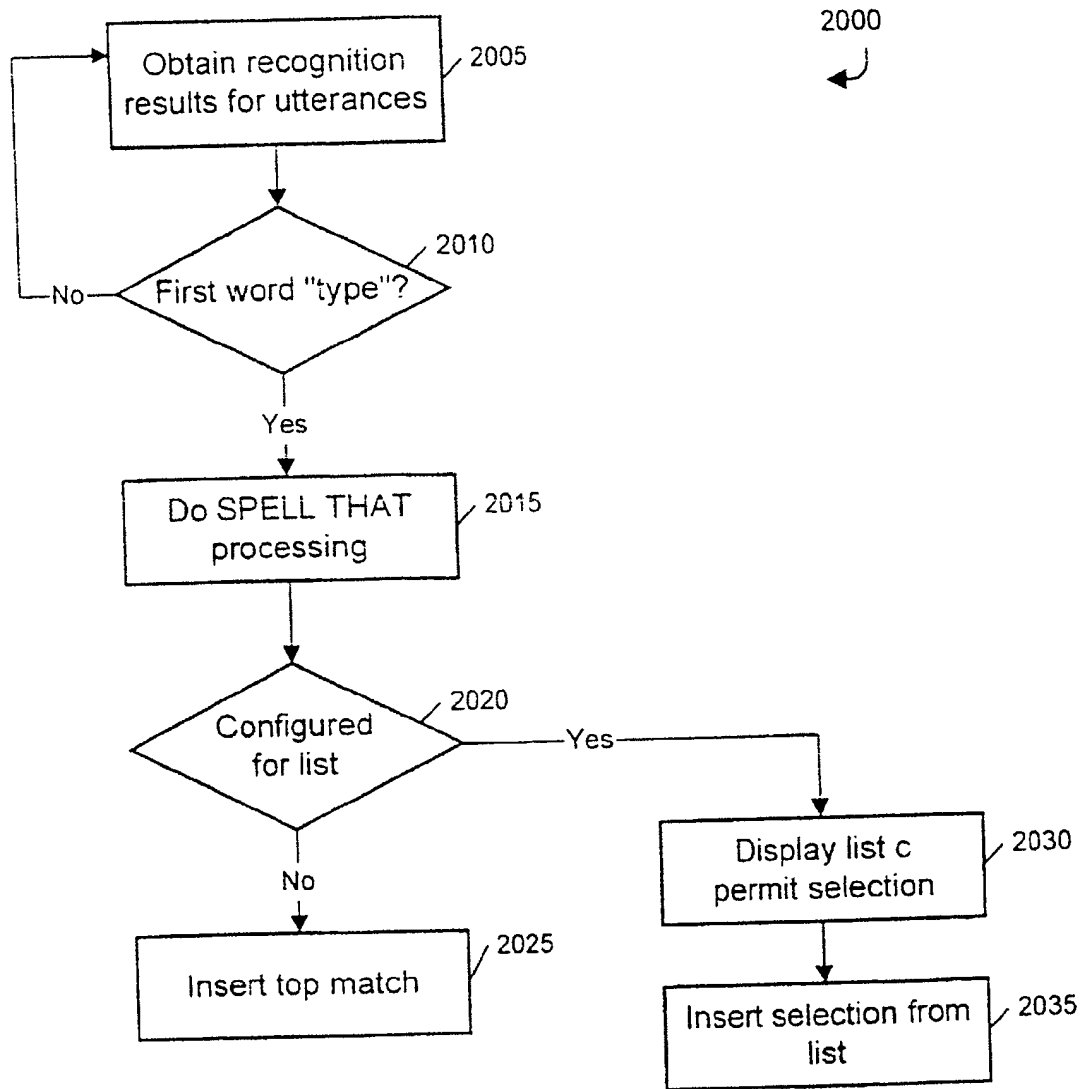 2000
Obtain recognition
results for utterances
2005
First word "type"?
2010
No
Yes
Do SPELL THAT
processing
2015
Configured
for list
2020
Yes
No
Insert top match
2025
Display list c
permit selection
2030
Insert selection from
list
2035